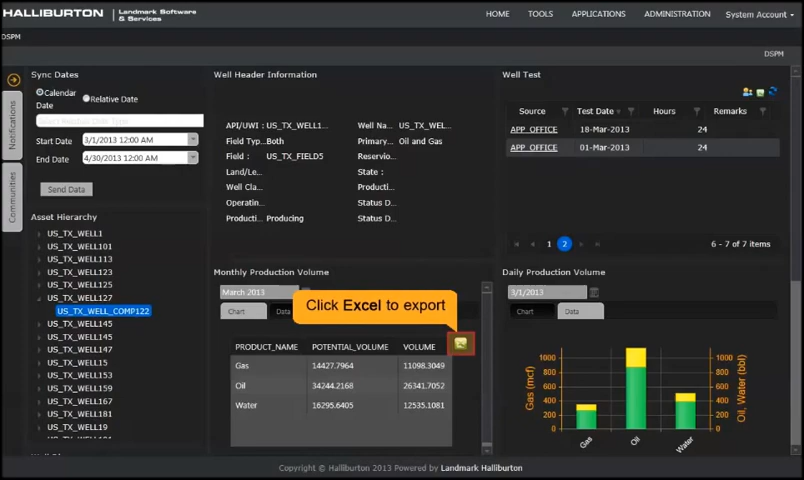 HALLIBURTON | Landmark Software & Services
HOME TOOLS APPLICATIONS ADMINISTRATION System Account
DSPM
DSPM
Notifications
Communities
Sync Dates
Calendar Date
Relative Date
Start Date 3/1/2013 12:00 AM
End Date 4/30/2013 12:00 AM
Send Data
Asset Hierarchy
US_TX_WELL1
US_TX_WELL101
US_TX_WELL113
US_TX_WELL123
US_TX_WELL125
US_TX_WELL127
US_TX_WELL_COMP122
US_TX_WELL145
US_TX_WELL145
US_TX_WELL147
US_TX_WELL15
US_TX_WELL153
US_TX_WELL159
US_TX_WELL167
US_TX_WELL181
US_TX_WELL19
Well Header Information
API/UWI : US_TX_WELL1... Well Na... US_TX_WEL...
Field Typ... Both Primary... Oil and Gas
Field : US_TX_FIELD5 Reservio...
Land/Le... State :
Well Cla... Producti...
Operatin... Status D...
Producti... Producing Status D...
Well Test
Source Test Date Hours Remarks
APP_OFFICE 18-Mar-2013 24
APP_OFFICE 01-Mar-2013 24
1 2 6 - 7 of 7 items
Monthly Production Volume
March 2013
Chart Data
Click Excel to export
PRODUCT_NAME POTENTIAL_VOLUME VOLUME
Gas 14427.7964 11098.3049
Oil 34244.2168 26341.7052
Water 16295.6405 12535.1081
Daily Production Volume
3/1/2013
Chart Data
Gas (mcf)
1000
800
600
400
200
0
Gas Oil Water
1000
800
600
400
200
0
Oil, Water (bbl)
Copyright © Halliburton 2013 Powered by Landmark Halliburton